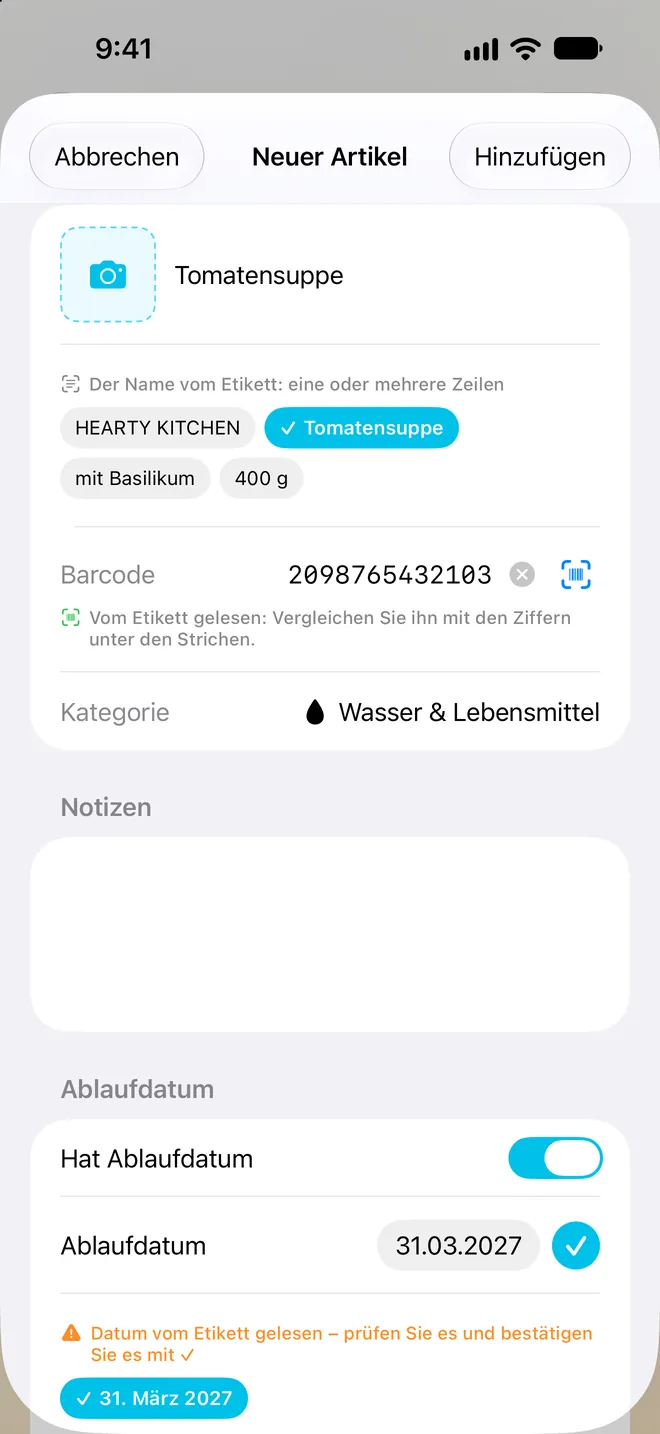 9:41
Abbrechen
Neuer Artikel
Hinzufügen
Tomatensuppe
Der Name vom Etikett: eine oder mehrere Zeilen
HEARTY KITCHEN
✓ Tomatensuppe
mit Basilikum
400 g
Barcode
2098765432103
Vom Etikett gelesen: Vergleichen Sie ihn mit den Ziffern
unter den Strichen.
Kategorie
Wasser & Lebensmittel
Notizen
Ablaufdatum
Hat Ablaufdatum
Ablaufdatum
31.03.2027
Datum vom Etikett gelesen – prüfen Sie es und bestätigen
Sie es mit ✓
✓ 31. März 2027